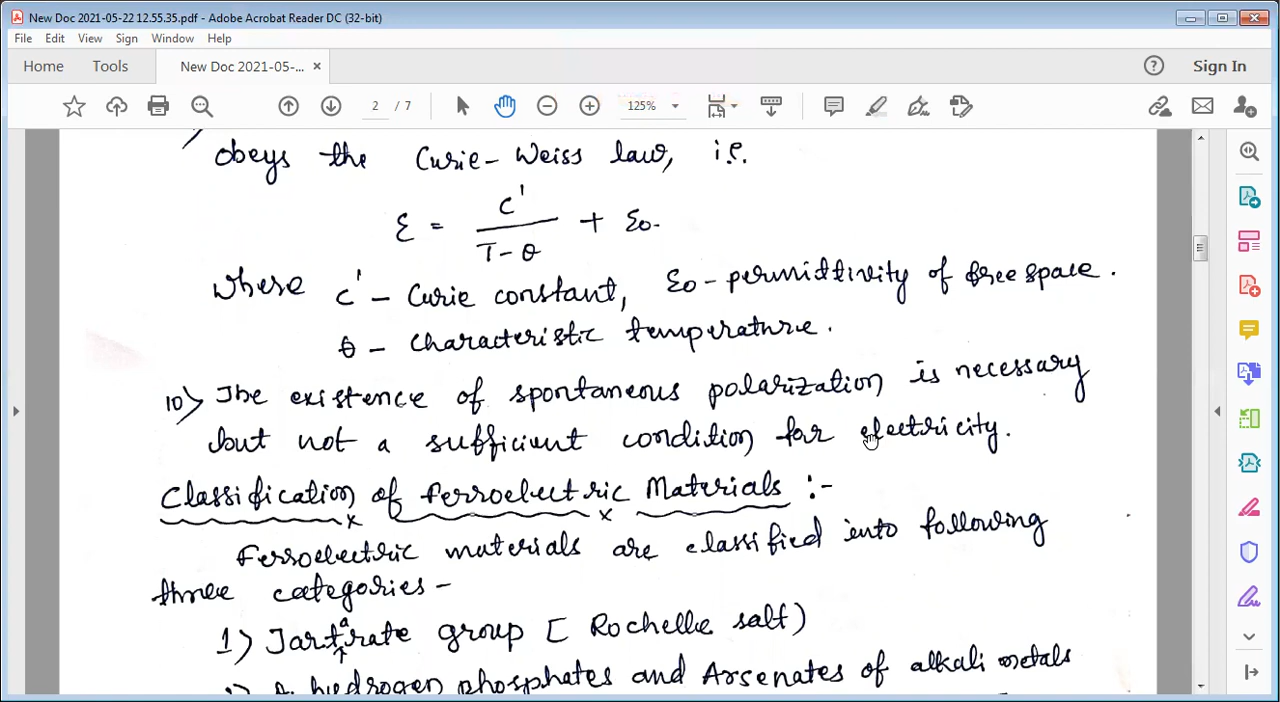 New Doc 2021-05-22 12.55.35.pdf - Adobe Acrobat Reader DC (32-bit)
File Edit View Sign Window Help
Home Tools New Doc 2021-05-... × Sign In
2 / 7 125%
obeys the Curie-Weiss law, i.e.
ε = C' / T-θ + ε0.
where C' - Curie constant, ε0 - permittivity of free space.
θ - characteristic temperature.
10) The existence of spontaneous polarization is necessary
but not a sufficient condition for electricity.
Classification of ferroelectric Materials :-
Ferroelectric materials are classified into following
three categories -
1) Tartarate group [ Rochelle salt)
hydrogen phosphates and Arsenates of alkali metals